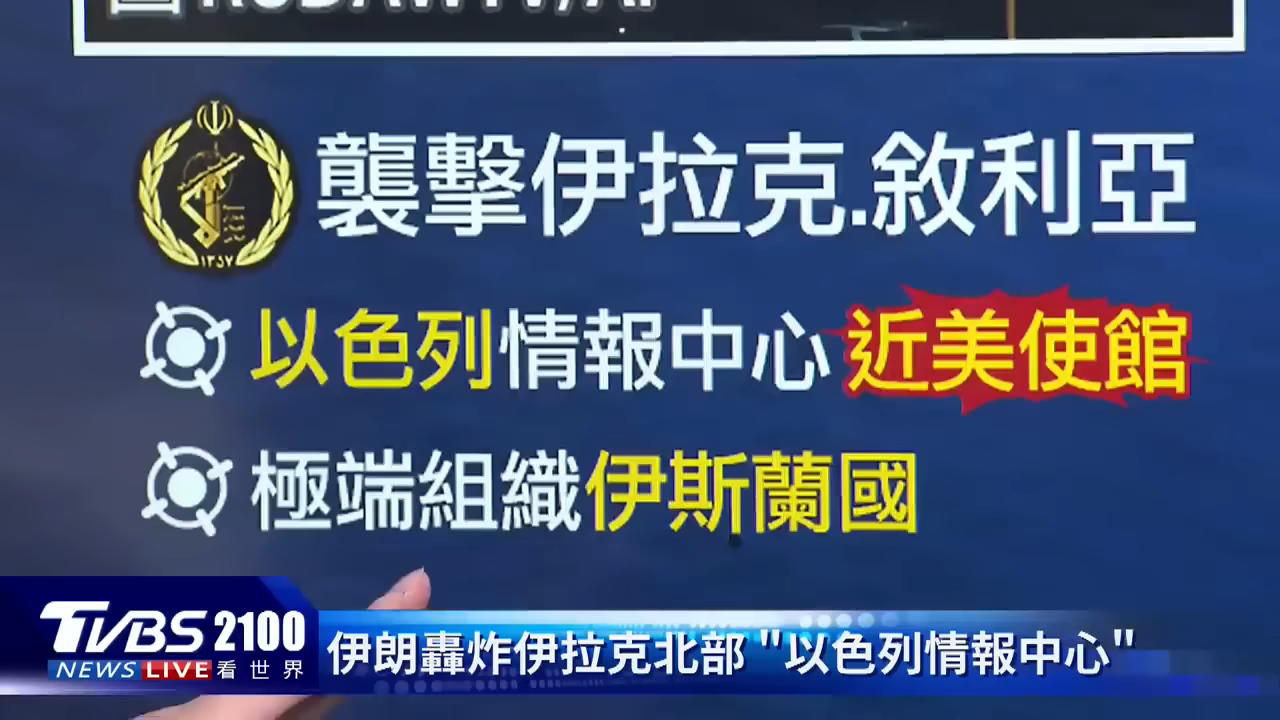 襲擊伊拉克.敘利亞
١٣٥٧
以色列情報中心 近美使館
極端組織伊斯蘭國
TVBS 2100
NEWS LIVE 看世界
伊朗轟炸伊拉克北部 "以色列情報中心"